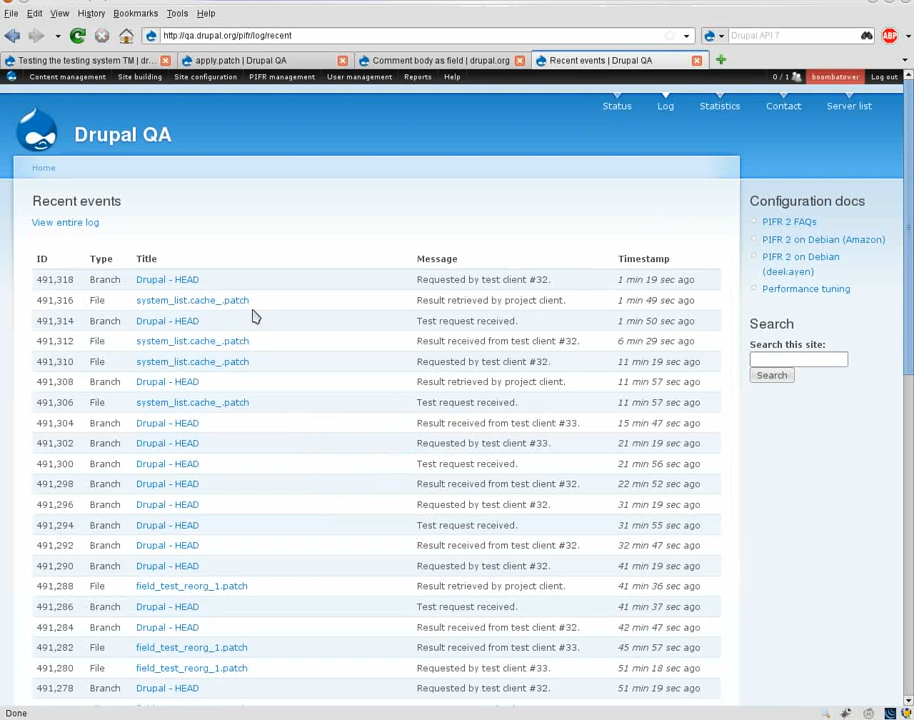 File Edit View History Bookmarks Tools Help
http://qa.drupal.org/pifr/log/recent
Drupal API 7
ABP
Testing the testing system TM | dr...
apply.patch | Drupal QA
Comment body as field | drupal.org
Recent events | Drupal QA
Content management Site building Site configuration PIFR management User management Reports Help 0 / 1 boombatower Log out
Status Log Statistics Contact Server list
Drupal QA
Home
Recent events
View entire log
ID Type Title Message Timestamp
491,318 Branch Drupal - HEAD Requested by test client #32. 1 min 19 sec ago
491,316 File system_list.cache_.patch Result retrieved by project client. 1 min 49 sec ago
491,314 Branch Drupal - HEAD Test request received. 1 min 50 sec ago
491,312 File system_list.cache_.patch Result received from test client #32. 6 min 29 sec ago
491,310 File system_list.cache_.patch Requested by test client #32. 11 min 19 sec ago
491,308 Branch Drupal - HEAD Result retrieved by project client. 11 min 57 sec ago
491,306 File system_list.cache_.patch Test request received. 11 min 57 sec ago
491,304 Branch Drupal - HEAD Result received from test client #33. 15 min 47 sec ago
491,302 Branch Drupal - HEAD Requested by test client #33. 21 min 19 sec ago
491,300 Branch Drupal - HEAD Test request received. 21 min 56 sec ago
491,298 Branch Drupal - HEAD Result received from test client #32. 22 min 52 sec ago
491,296 Branch Drupal - HEAD Requested by test client #32. 31 min 19 sec ago
491,294 Branch Drupal - HEAD Test request received. 31 min 55 sec ago
491,292 Branch Drupal - HEAD Result received from test client #32. 32 min 47 sec ago
491,290 Branch Drupal - HEAD Requested by test client #32. 41 min 19 sec ago
491,288 File field_test_reorg_1.patch Result retrieved by project client. 41 min 36 sec ago
491,286 Branch Drupal - HEAD Test request received. 41 min 37 sec ago
491,284 Branch Drupal - HEAD Result received from test client #32. 42 min 47 sec ago
491,282 File field_test_reorg_1.patch Result received from test client #33. 45 min 57 sec ago
491,280 File field_test_reorg_1.patch Requested by test client #33. 51 min 18 sec ago
491,278 Branch Drupal - HEAD Requested by test client #32. 51 min 19 sec ago
Configuration docs
PIFR 2 FAQs
PIFR 2 on Debian (Amazon)
PIFR 2 on Debian
(deel:ayen)
Performance tuning
Search
Search this site:
Search
Done